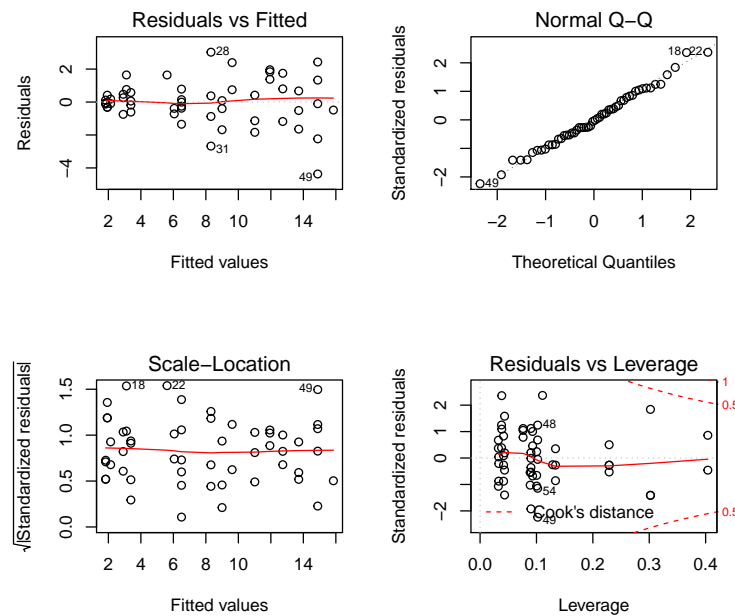 Residuals vs Fitted
Residuals
2
0
−4
28
31
49
2 4 6 8 10 14
Fitted values
Normal Q−Q
Standardized residuals
2
1
0
−2
18 22
49
−2 −1 0 1 2
Theoretical Quantiles
Scale−Location
√|Standardized residuals|
1.5
1.0
0.5
0.0
18 22 49
2 4 6 8 10 14
Fitted values
Residuals vs Leverage
Standardized residuals
2
1
0
−2
1
0.5
48
54
49
Cook's distance
0.5
0.0 0.1 0.2 0.3 0.4
Leverage